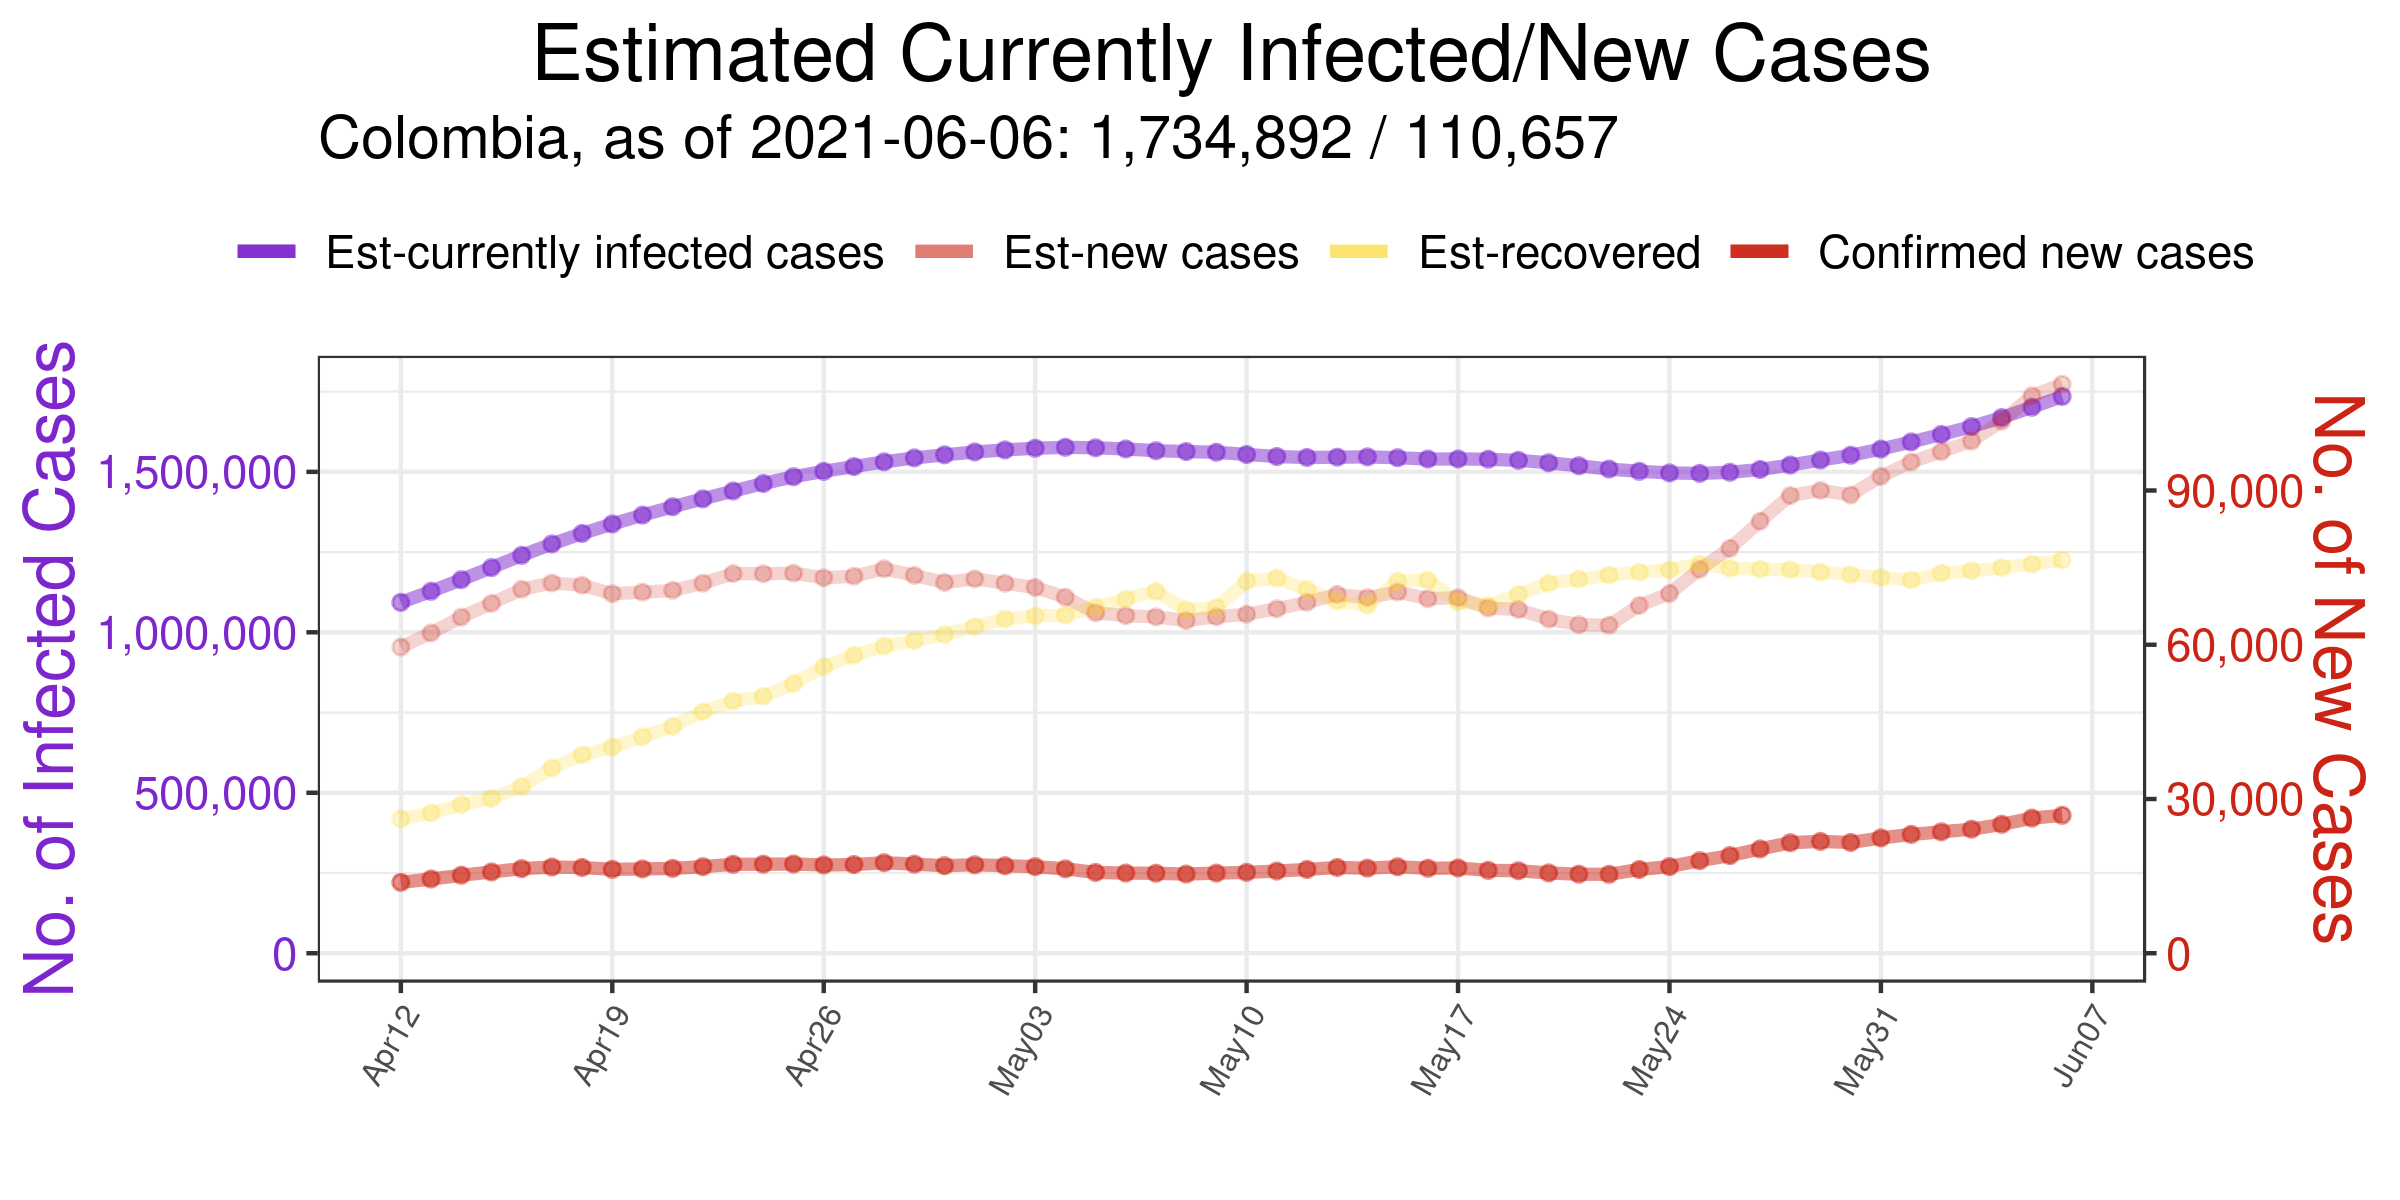 Estimated Currently Infected/New Cases
Colombia, as of 2021-06-06: 1,734,892 / 110,657
Est-currently infected cases Est-new cases Est-recovered Confirmed new cases
No. of Infected Cases
1,500,000
1,000,000
500,000
0
90,000
60,000
30,000
0
No. of New Cases
Apr12 Apr19 Apr26 May03 May10 May17 May24 May31 Jun07